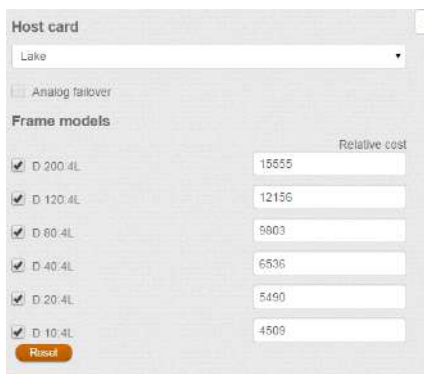 Host card
Lake
Analog failover
Frame models
Relative cost
D 200:4L 15555
D 120:4L 12156
D 80:4L 9803
D 40:4L 6536
D 20:4L 5490
D 10:4L 4509
Reset